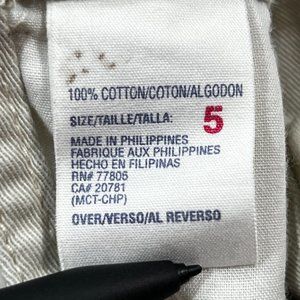 100% COTTON/COTON/ALGODON
SIZE/TAILLE/TALLA: 5
MADE IN PHILIPPINES
FABRIQUE AUX PHILIPPINES
HECHO EN FILIPINAS
RN# 77806
CA# 20781
(MCT-CHP)
OVER/VERSO/AL REVERSO